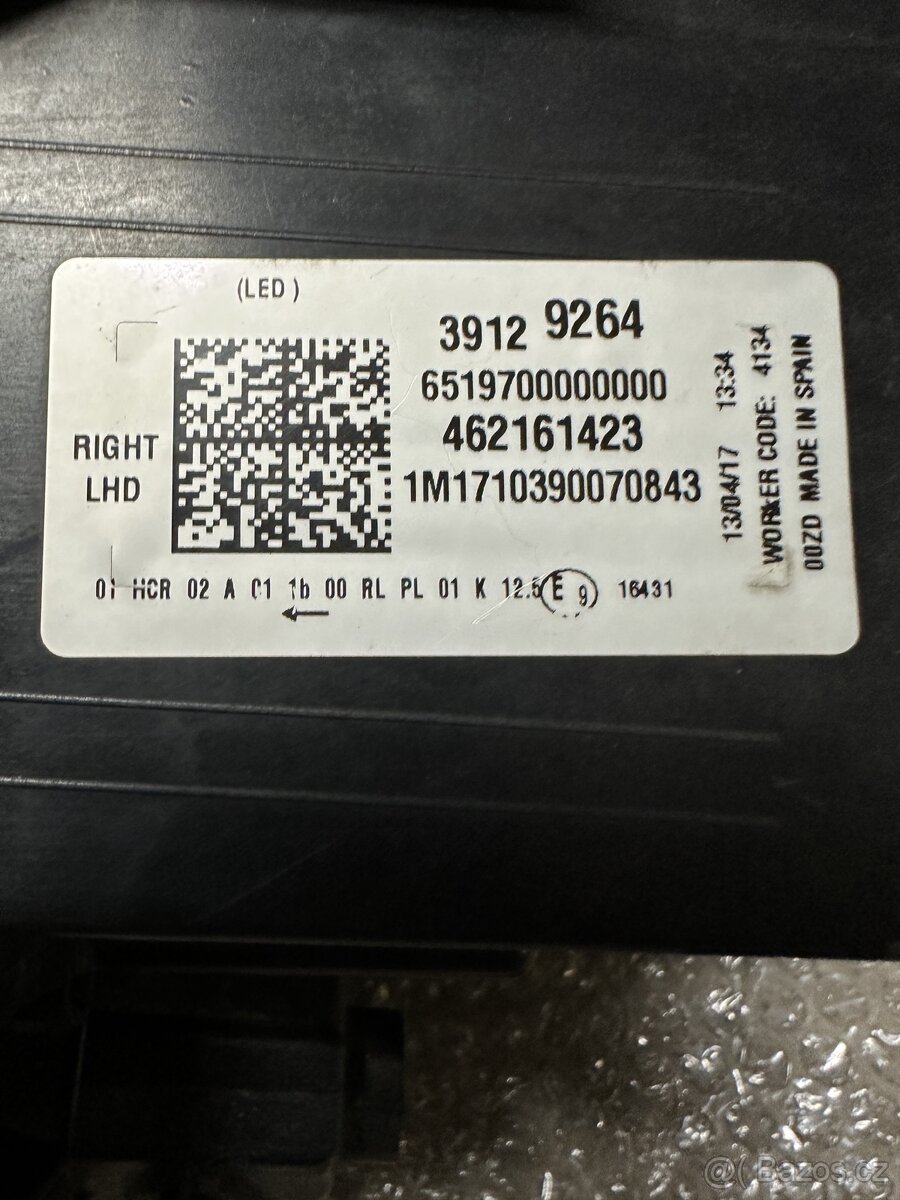 (LED )
3912 9264
6519700000000
462161423
1M1710390070843
RIGHT
LHD
01 HCR 02 A 01 1b 00 RL PL 01 K 12.5 E 9 16431
13/04/17 13:34
WORKER CODE: 4134
00ZD MADE IN SPAIN
@( Bazos.cz